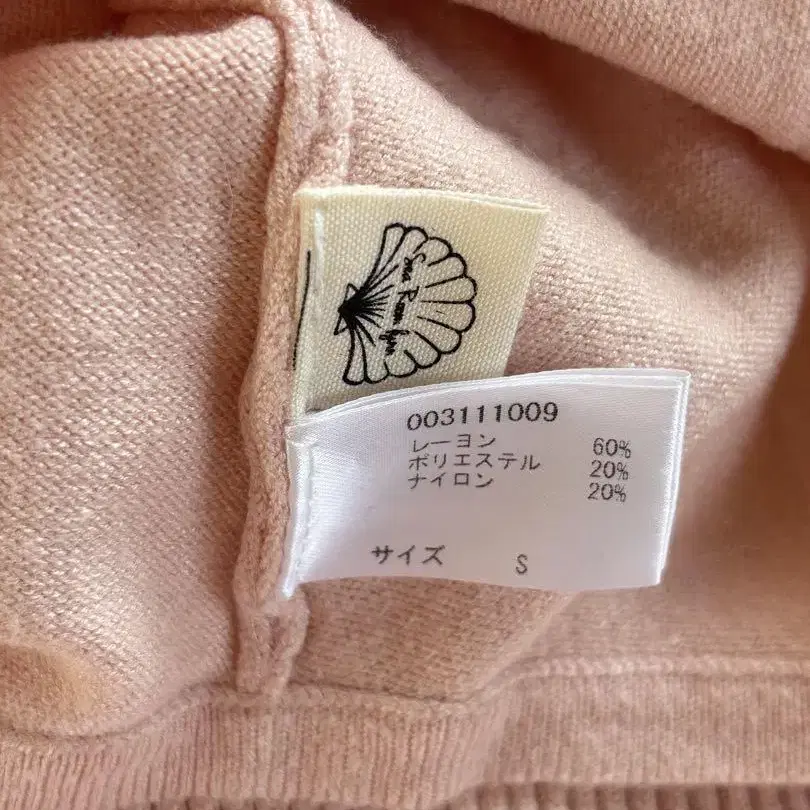 003111009
レーヨン 60%
ポリエステル 20%
ナイロン 20%
サイズ S